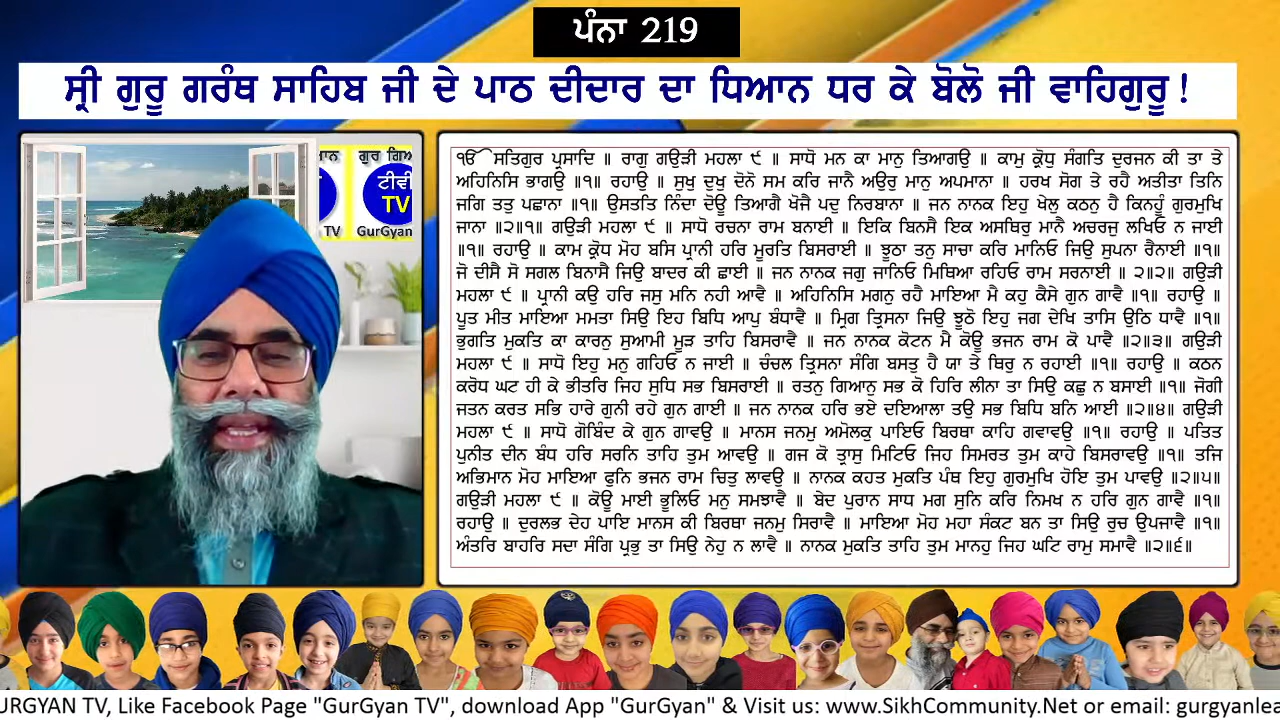 ਪੰਨਾ 219
ਸ੍ਰੀ ਗੁਰੂ ਗਰੰਥ ਸਾਹਿਬ ਜੀ ਦੇ ਪਾਠ ਦੀਦਾਰ ਦਾ ਧਿਆਨ ਧਰ ਕੇ ਬੋਲੋ ਜੀ ਵਾਹਿਗੁਰੂ!
ਗੁਰ ਗਿਆ
ਟੀਵੀ
TV
TV GurGyan
ੴ ਸਤਿਗੁਰ ਪ੍ਰਸਾਦਿ ॥ ਰਾਗੁ ਗਉੜੀ ਮਹਲਾ ੯ ॥ ਸਾਧੋ ਮਨ ਕਾ ਮਾਨੁ ਤਿਆਗਉ ॥ ਕਾਮੁ ਕ੍ਰੋਧੁ ਸੰਗਤਿ ਦੁਰਜਨ ਕੀ ਤਾ ਤੇ
ਅਹਿਨਿਸਿ ਭਾਗਉ ॥੧॥ ਰਹਾਉ ॥ ਸੁਖੁ ਦੁਖੁ ਦੋਨੋ ਸਮ ਕਰਿ ਜਾਨੈ ਅਉਰੁ ਮਾਨੁ ਅਪਮਾਨਾ ॥ ਹਰਖ ਸੋਗ ਤੇ ਰਹੈ ਅਤੀਤਾ ਤਿਨਿ
ਜਗਿ ਤਤੁ ਪਛਾਨਾ ॥੧॥ ਉਸਤਤਿ ਨਿੰਦਾ ਦੋਊ ਤਿਆਗੈ ਖੋਜੈ ਪਦੁ ਨਿਰਬਾਨਾ ॥ ਜਨ ਨਾਨਕ ਇਹੁ ਖੇਲੁ ਕਠਨੁ ਹੈ ਕਿਨਹੂੰ ਗੁਰਮੁਖਿ
ਜਾਨਾ ॥੨॥੧॥ ਗਉੜੀ ਮਹਲਾ ੯ ॥ ਸਾਧੋ ਰਚਨਾ ਰਾਮ ਬਨਾਈ ॥ ਇਕਿ ਬਿਨਸੈ ਇਕ ਅਸਥਿਰੁ ਮਾਨੈ ਅਚਰਜੁ ਲਖਿਓ ਨ ਜਾਈ
॥੧॥ ਰਹਾਉ ॥ ਕਾਮ ਕ੍ਰੋਧ ਮੋਹ ਬਸਿ ਪ੍ਰਾਨੀ ਹਰਿ ਮੂਰਤਿ ਬਿਸਰਾਈ ॥ ਝੂਠਾ ਤਨੁ ਸਾਚਾ ਕਰਿ ਮਾਨਿਓ ਜਿਉ ਸੁਪਨਾ ਰੈਨਾਈ ॥੧॥
ਜੋ ਦੀਸੈ ਸੋ ਸਗਲ ਬਿਨਾਸੈ ਜਿਉ ਬਾਦਰ ਕੀ ਛਾਈ ॥ ਜਨ ਨਾਨਕ ਜਗੁ ਜਾਨਿਓ ਮਿਥਿਆ ਰਹਿਓ ਰਾਮ ਸਰਨਾਈ ॥ ੨॥੨॥ ਗਉੜੀ
ਮਹਲਾ ੯ ॥ ਪ੍ਰਾਨੀ ਕਉ ਹਰਿ ਜਸੁ ਮਨਿ ਨਹੀ ਆਵੈ ॥ ਅਹਿਨਿਸਿ ਮਗਨੁ ਰਹੈ ਮਾਇਆ ਮੈ ਕਹੁ ਕੈਸੇ ਗੁਨ ਗਾਵੈ ॥੧॥ ਰਹਾਉ ॥
ਪੂਤ ਮੀਤ ਮਾਇਆ ਮਮਤਾ ਸਿਉ ਇਹ ਬਿਧਿ ਆਪੁ ਬੰਧਾਵੈ ॥ ਮ੍ਰਿਗ ਤ੍ਰਿਸਨਾ ਜਿਉ ਝੂਠੋ ਇਹੁ ਜਗ ਦੇਖਿ ਤਾਸਿ ਉਠਿ ਧਾਵੈ ॥੧॥
ਭੁਗਤਿ ਮੁਕਤਿ ਕਾ ਕਾਰਨੁ ਸੁਆਮੀ ਮੂੜ ਤਾਹਿ ਬਿਸਰਾਵੈ ॥ ਜਨ ਨਾਨਕ ਕੋਟਨ ਮੈ ਕੋਊ ਭਜਨੁ ਰਾਮ ਕੋ ਪਾਵੈ ॥੨॥੩॥ ਗਉੜੀ
ਮਹਲਾ ੯ ॥ ਸਾਧੋ ਇਹੁ ਮਨੁ ਗਹਿਓ ਨ ਜਾਈ ॥ ਚੰਚਲ ਤ੍ਰਿਸਨਾ ਸੰਗਿ ਬਸਤੁ ਹੈ ਯਾ ਤੇ ਥਿਰੁ ਨ ਰਹਾਈ ॥੧॥ ਰਹਾਉ ॥ ਕਠਨ
ਕਰੋਧ ਘਟ ਹੀ ਕੇ ਭੀਤਰਿ ਜਿਹ ਸੁਧਿ ਸਭ ਬਿਸਰਾਈ ॥ ਰਤਨੁ ਗਿਆਨੁ ਸਭ ਕੋ ਹਿਰਿ ਲੀਨਾ ਤਾ ਸਿਉ ਕਛੁ ਨ ਬਸਾਈ ॥੧॥ ਜੋਗੀ
ਜਤਨ ਕਰਤ ਸਭਿ ਹਾਰੇ ਗੁਨੀ ਰਹੇ ਗੁਨ ਗਾਈ ॥ ਜਨ ਨਾਨਕ ਹਰਿ ਭਏ ਦਇਆਲਾ ਤਉ ਸਭ ਬਿਧਿ ਬਨਿ ਆਈ ॥੨॥੪॥ ਗਉੜੀ
ਮਹਲਾ ੯ ॥ ਸਾਧੋ ਗੋਬਿੰਦ ਕੇ ਗੁਨ ਗਾਵਉ ॥ ਮਾਨਸ ਜਨਮੁ ਅਮੋਲਕੁ ਪਾਇਓ ਬਿਰਥਾ ਕਾਹਿ ਗਵਾਵਉ ॥੧॥ ਰਹਾਉ ॥ ਪਤਿਤ
ਪੁਨੀਤ ਦੀਨ ਬੰਧ ਹਰਿ ਸਰਨਿ ਤਾਹਿ ਤੁਮ ਆਵਉ ॥ ਗਜ ਕੋ ਤ੍ਰਾਸੁ ਮਿਟਿਓ ਜਿਹ ਸਿਮਰਤ ਤੁਮ ਕਾਹੇ ਬਿਸਰਾਵਉ ॥੧॥ ਤਜਿ
ਅਭਿਮਾਨ ਮੋਹ ਮਾਇਆ ਫੁਨਿ ਭਜਨ ਰਾਮ ਚਿਤੁ ਲਾਵਉ ॥ ਨਾਨਕ ਕਹਤ ਮੁਕਤਿ ਪੰਥ ਇਹੁ ਗੁਰਮੁਖਿ ਹੋਇ ਤੁਮ ਪਾਵਉ ॥੨॥੫॥
ਗਉੜੀ ਮਹਲਾ ੯ ॥ ਕੋਊ ਮਾਈ ਭੂਲਿਓ ਮਨੁ ਸਮਝਾਵੈ ॥ ਬੇਦ ਪੁਰਾਨ ਸਾਧ ਮਗ ਸੁਨਿ ਕਰਿ ਨਿਮਖ ਨ ਹਰਿ ਗੁਨ ਗਾਵੈ ॥੧॥
ਰਹਾਉ ॥ ਦੁਰਲਭ ਦੇਹ ਪਾਇ ਮਾਨਸ ਕੀ ਬਿਰਥਾ ਜਨਮੁ ਸਿਰਾਵੈ ॥ ਮਾਇਆ ਮੋਹ ਮਹਾ ਸੰਕਟ ਬਨ ਤਾ ਸਿਉ ਰੁਚ ਉਪਜਾਵੈ ॥੧॥
ਅੰਤਰਿ ਬਾਹਰਿ ਸਦਾ ਸੰਗਿ ਪ੍ਰਭੁ ਤਾ ਸਿਉ ਨੇਹੁ ਨ ਲਾਵੈ ॥ ਨਾਨਕ ਮੁਕਤਿ ਤਾਹਿ ਤੁਮ ਮਾਨਹੁ ਜਿਹ ਘਟਿ ਰਾਮੁ ਸਮਾਵੈ ॥੨॥੬॥
URGYAN TV, Like Facebook Page "GurGyan TV", download App "GurGyan" & Visit us: www.SikhCommunity.Net or email: gurgyanlea